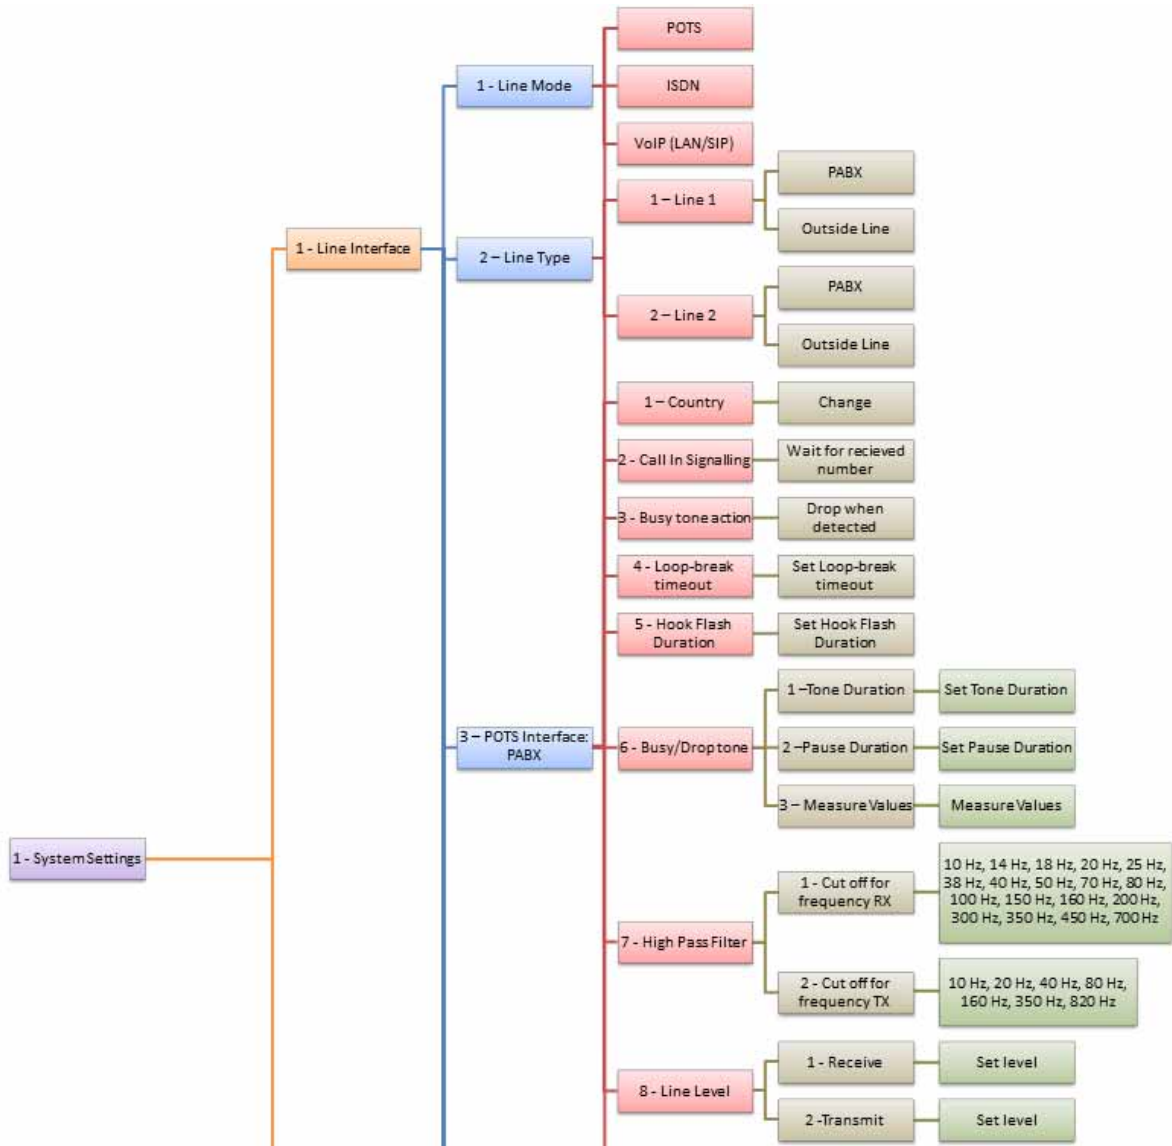 POTS
1 - Line Mode
ISDN
VoIP (LAN/SIP)
1 – Line 1
PABX
Outside Line
1 - Line Interface
2 – Line Type
2 – Line 2
PABX
Outside Line
1 – Country
Change
2 - Call In Signalling
Wait for recieved
number
3 - Busy tone action
Drop when
detected
4 - Loop-break
timeout
Set Loop-break
timeout
5 - Hook Flash
Duration
Set Hook Flash
Duration
3 – POTS Interface:
PABX
6 - Busy/Drop tone
1 –Tone Duration
Set Tone Duration
2 –Pause Duration
Set Pause Duration
3 – Measure Values
Measure Values
1 - System Settings
7 - High Pass Filter
1 - Cut off for
frequency RX
10 Hz, 14 Hz, 18 Hz, 20 Hz, 25 Hz,
38 Hz, 40 Hz, 50 Hz, 70 Hz, 80 Hz,
100 Hz, 150 Hz, 160 Hz, 200 Hz,
300 Hz, 350 Hz, 450 Hz, 700 Hz
2 - Cut off for
frequency TX
10 Hz, 20 Hz, 40 Hz, 80 Hz,
160 Hz, 350 Hz, 820 Hz
8 - Line Level
1 - Receive
Set level
2 -Transmit
Set level